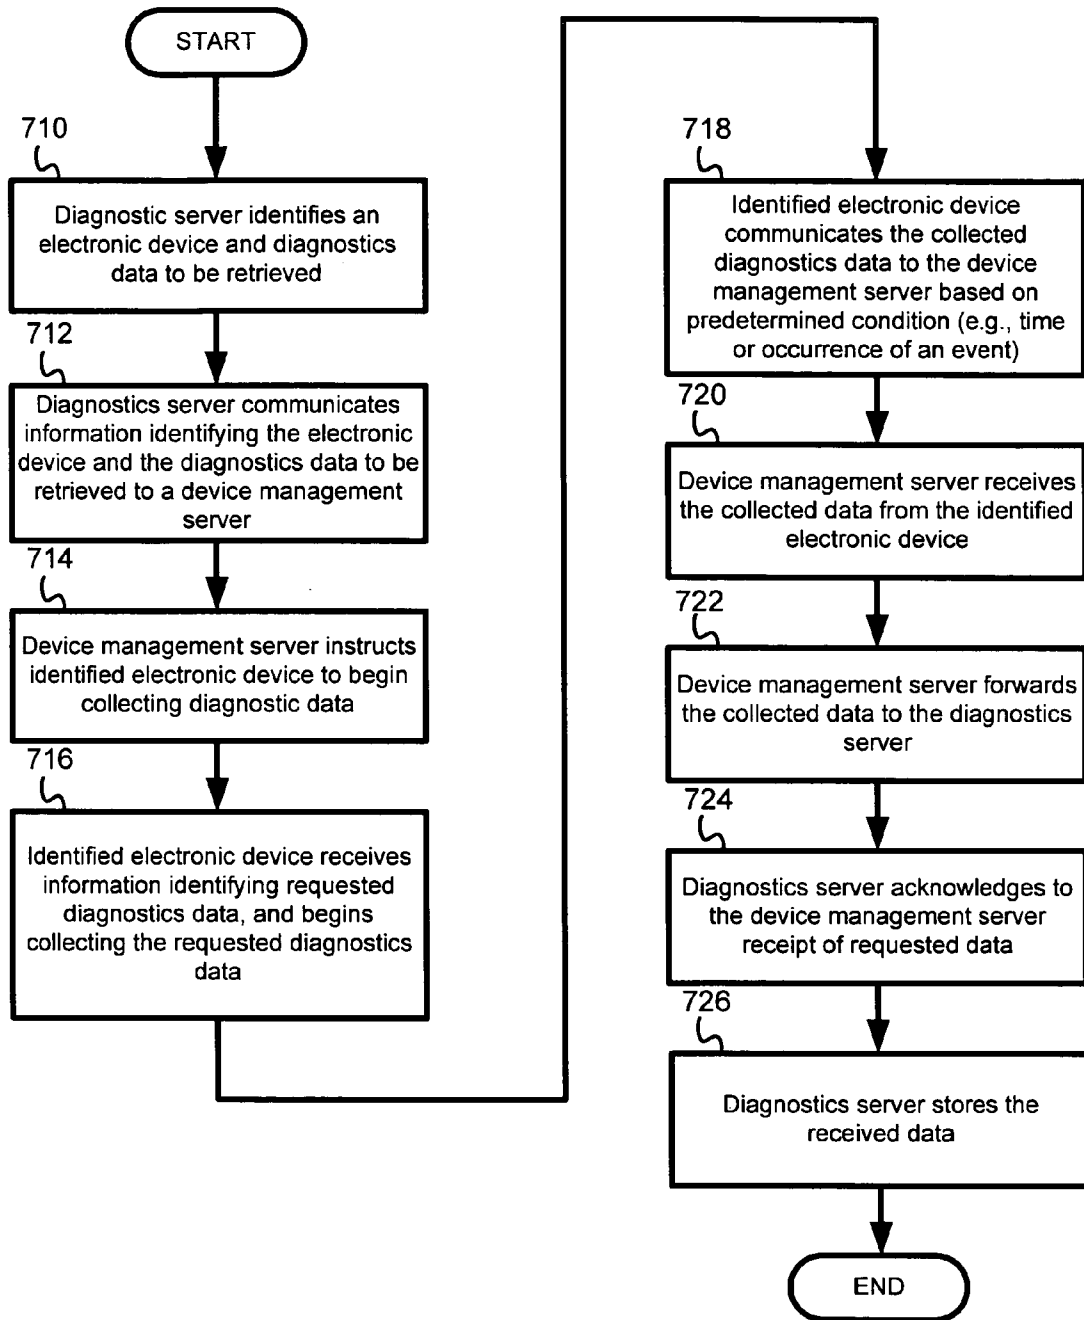 START
710
Diagnostic server identifies an
electronic device and diagnostics
data to be retrieved
712
Diagnostics server communicates
information identifying the electronic
device and the diagnostics data to be
retrieved to a device management
server
714
Device management server instructs
identified electronic device to begin
collecting diagnostic data
716
Identified electronic device receives
information identifying requested
diagnostics data, and begins
collecting the requested diagnostics
data
718
Identified electronic device
communicates the collected
diagnostics data to the device
management server based on
predetermined condition (e.g., time
or occurrence of an event)
720
Device management server receives
the collected data from the identified
electronic device
722
Device management server forwards
the collected data to the diagnostics
server
724
Diagnostics server acknowledges to
the device management server
receipt of requested data
726
Diagnostics server stores the
received data
END